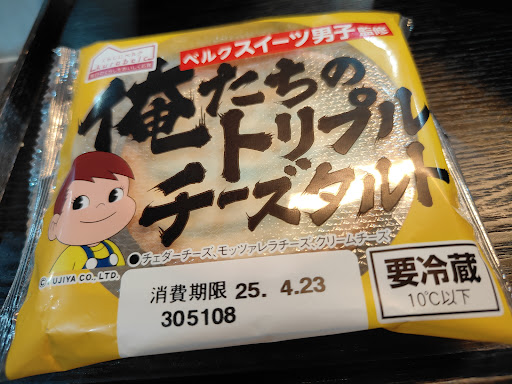 ベルクスイーツ男子監修
俺たちの
トリプル
チーズタルト
●チェダーチーズ、モッツァレラチーズ、クリームチーズ
©FUJIYA CO., LTD.
消費期限 25. 4.23
305108
要冷蔵
10℃以下